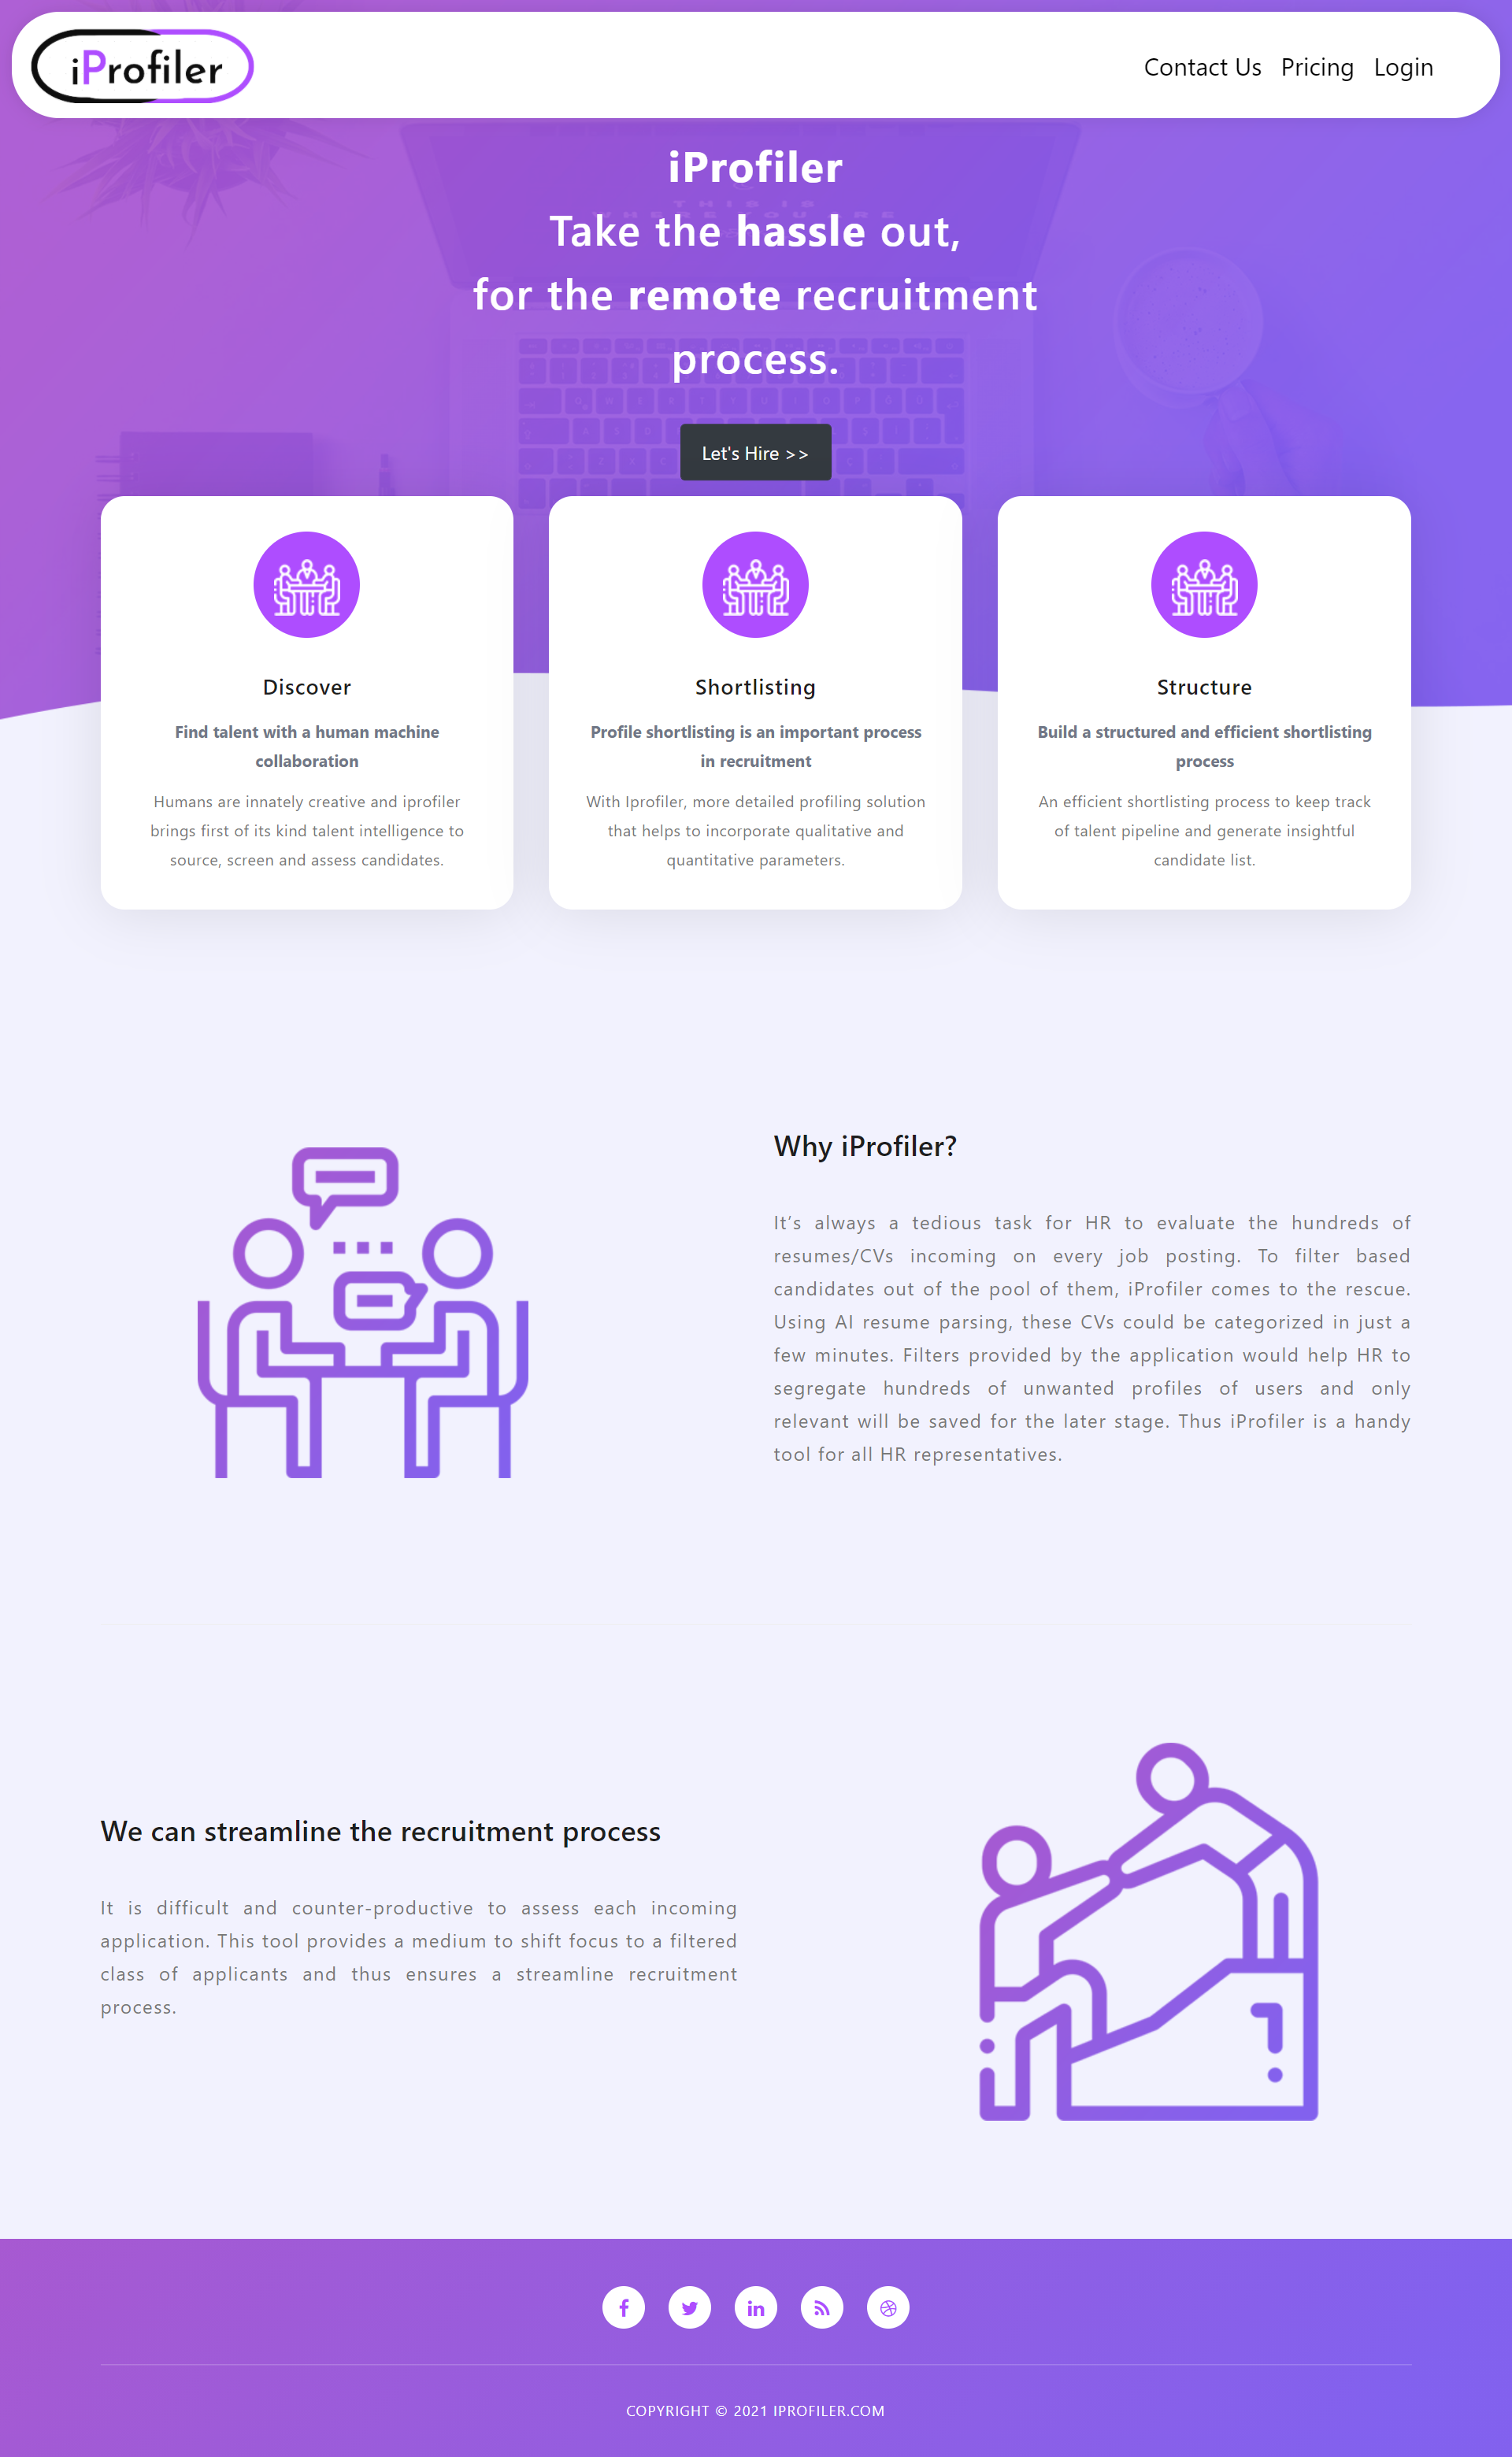 iProfiler
Contact Us Pricing Login
iProfiler
Take the hassle out,
for the remote recruitment
process.
Let's Hire >>
Discover
Find talent with a human machine
collaboration
Humans are innately creative and iprofiler
brings first of its kind talent intelligence to
source, screen and assess candidates.
Shortlisting
Profile shortlisting is an important process
in recruitment
With Iprofiler, more detailed profiling solution
that helps to incorporate qualitative and
quantitative parameters.
Structure
Build a structured and efficient shortlisting
process
An efficient shortlisting process to keep track
of talent pipeline and generate insightful
candidate list.
Why iProfiler?
It’s always a tedious task for HR to evaluate the hundreds of
resumes/CVs incoming on every job posting. To filter based
candidates out of the pool of them, iProfiler comes to the rescue.
Using AI resume parsing, these CVs could be categorized in just a
few minutes. Filters provided by the application would help HR to
segregate hundreds of unwanted profiles of users and only
relevant will be saved for the later stage. Thus iProfiler is a handy
tool for all HR representatives.
We can streamline the recruitment process
It is difficult and counter-productive to assess each incoming
application. This tool provides a medium to shift focus to a filtered
class of applicants and thus ensures a streamline recruitment
process.
COPYRIGHT © 2021 IPROFILER.COM